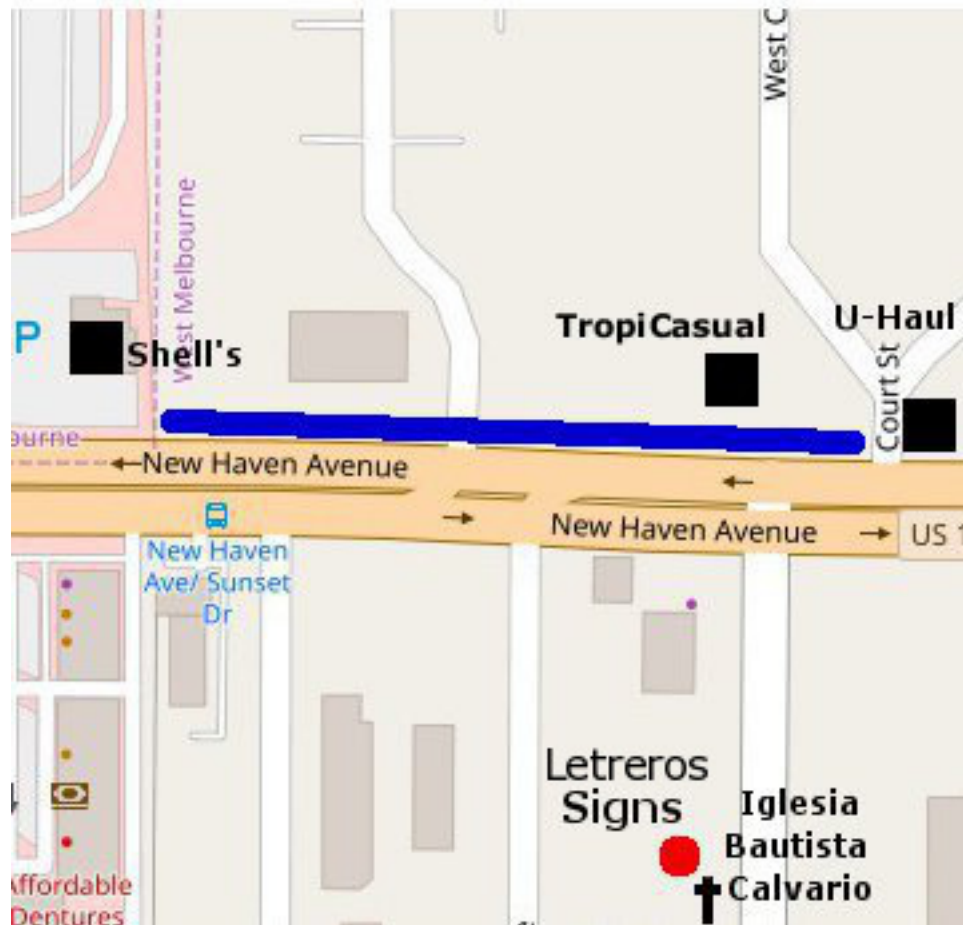 West C
West Melbourne
P
Shell's
TropiCasual
U-Haul
Court St
ourne
New Haven Avenue
New Haven Avenue
US 1
New Haven
Ave/ Sunset
Dr
Letreros
Signs
Iglesia
Bautista
Calvario
Affordable
Dentures